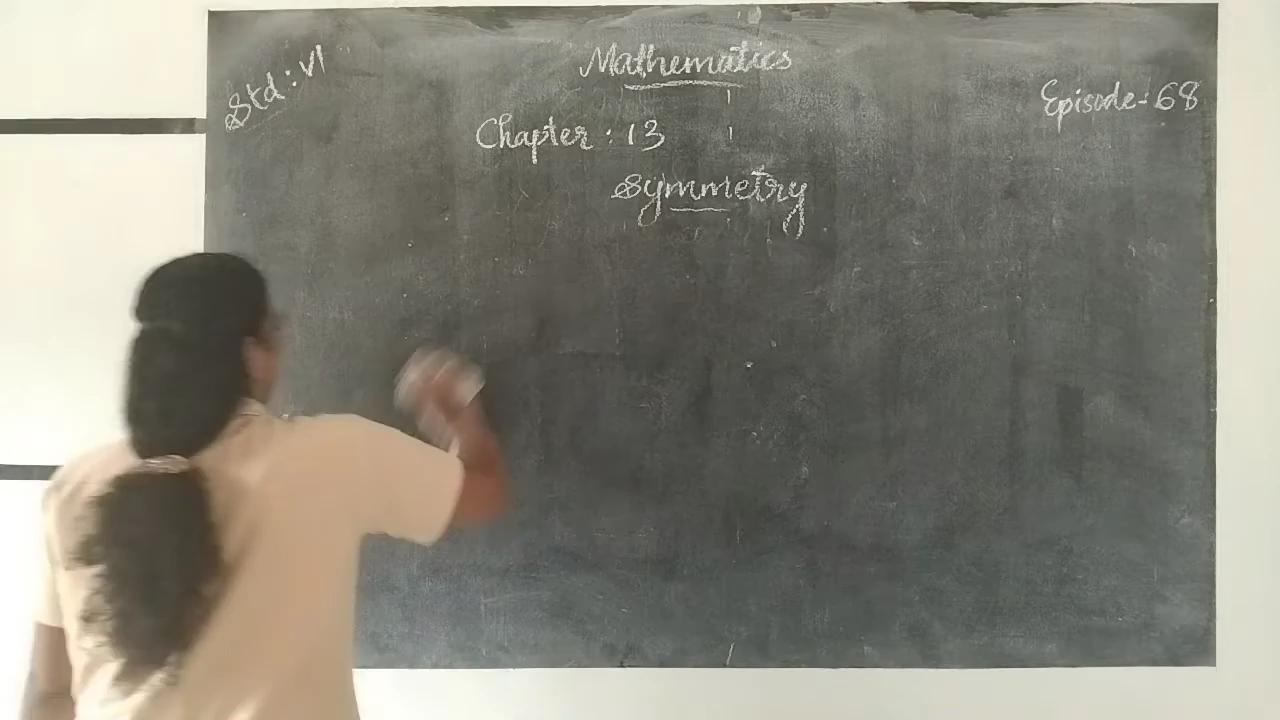 Std: VI
Mathematics
Episode-68
Chapter : 13
Symmetry